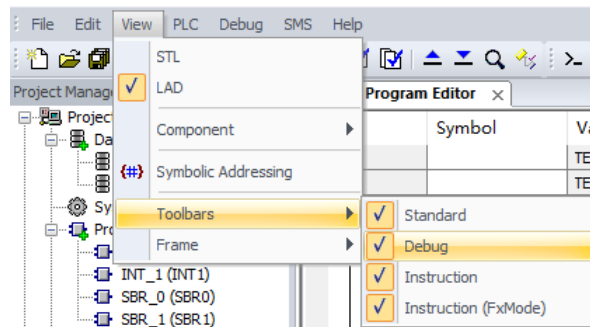 File Edit View PLC Debug SMS Help
STL
Project Manag
LAD
Program Editor
Project
Component
Symbol
Da
TE
{#} Symbolic Addressing
TE
Sy
Toolbars
Standard
Pro
Frame
Debug
INT_1 (INT1)
Instruction
SBR_0 (SBR0)
Instruction (FxMode)
SBR_1 (SBR1)